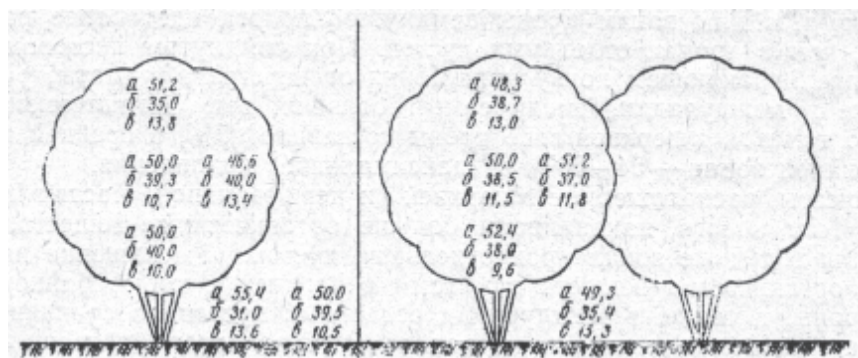 а 51,2
б 35,0
в 13,8
а 50,0 а 46,6
б 39,3 б 40,0
в 10,7 в 13,4
а 50,0
б 40,0
в 10,0
а 55,4 а 50,0
б 31,0 б 39,5
в 13,6 в 10,5
а 48,3
б 38,7
в 13,0
а 50,0 а 51,2
б 38,5 б 37,0
в 11,5 в 11,8
а 52,4
б 38,0
в 9,6
а 49,3
б 35,4
в 15,3